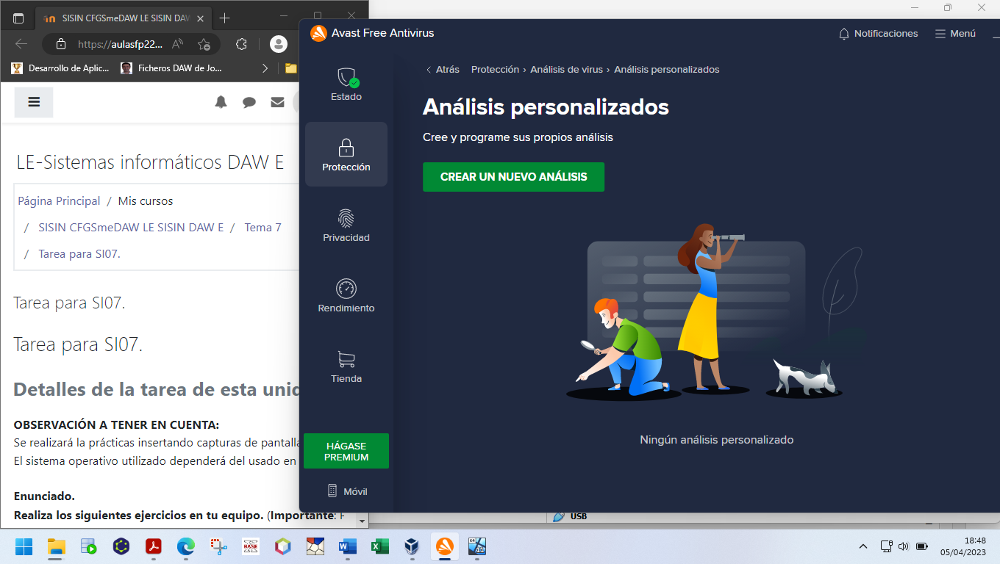 SISIN CFGSmeDAW LE SISIN DAW
https://aulasfp22...
Desarrollo de Aplic...
Ficheros DAW de Jo...
LE-Sistemas informáticos DAW E
Página Principal / Mis cursos
/ SISIN CFGSmeDAW LE SISIN DAW E / Tema 7
/ Tarea para SI07.
Tarea para SI07.
Tarea para SI07.
Detalles de la tarea de esta unid
OBSERVACIÓN A TENER EN CUENTA:
Se realizará la prácticas insertando capturas de pantalla
El sistema operativo utilizado dependerá del usado en
Enunciado.
Realiza los siguientes ejercicios en tu equipo. (Importante:
Avast Free Antivirus
Notificaciones
Menú
Estado
Protección
Privacidad
Rendimiento
Tienda
HÁGASE
PREMIUM
Móvil
Atrás Protección › Análisis de virus › Análisis personalizados
Análisis personalizados
Cree y programe sus propios análisis
CREAR UN NUEVO ANÁLISIS
Ningún análisis personalizado
USB
18:48
05/04/2023